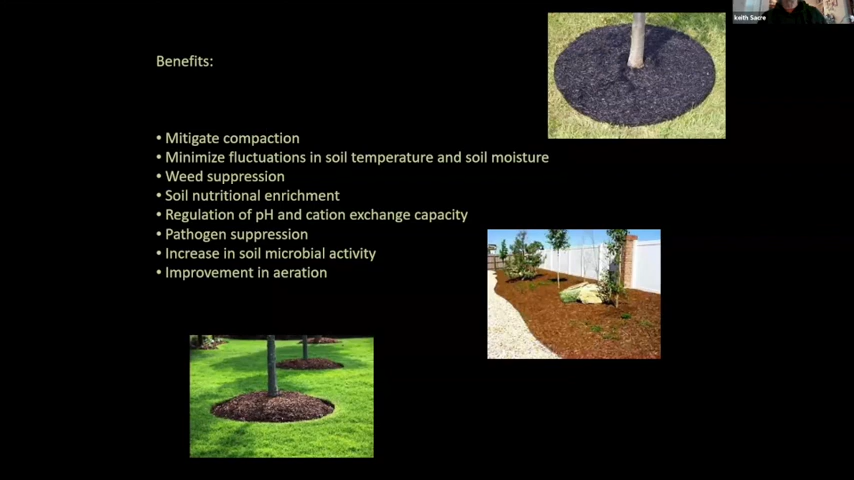 Benefits:
• Mitigate compaction
• Minimize fluctuations in soil temperature and soil moisture
• Weed suppression
• Soil nutritional enrichment
• Regulation of pH and cation exchange capacity
• Pathogen suppression
• Increase in soil microbial activity
• Improvement in aeration
keith Sacre